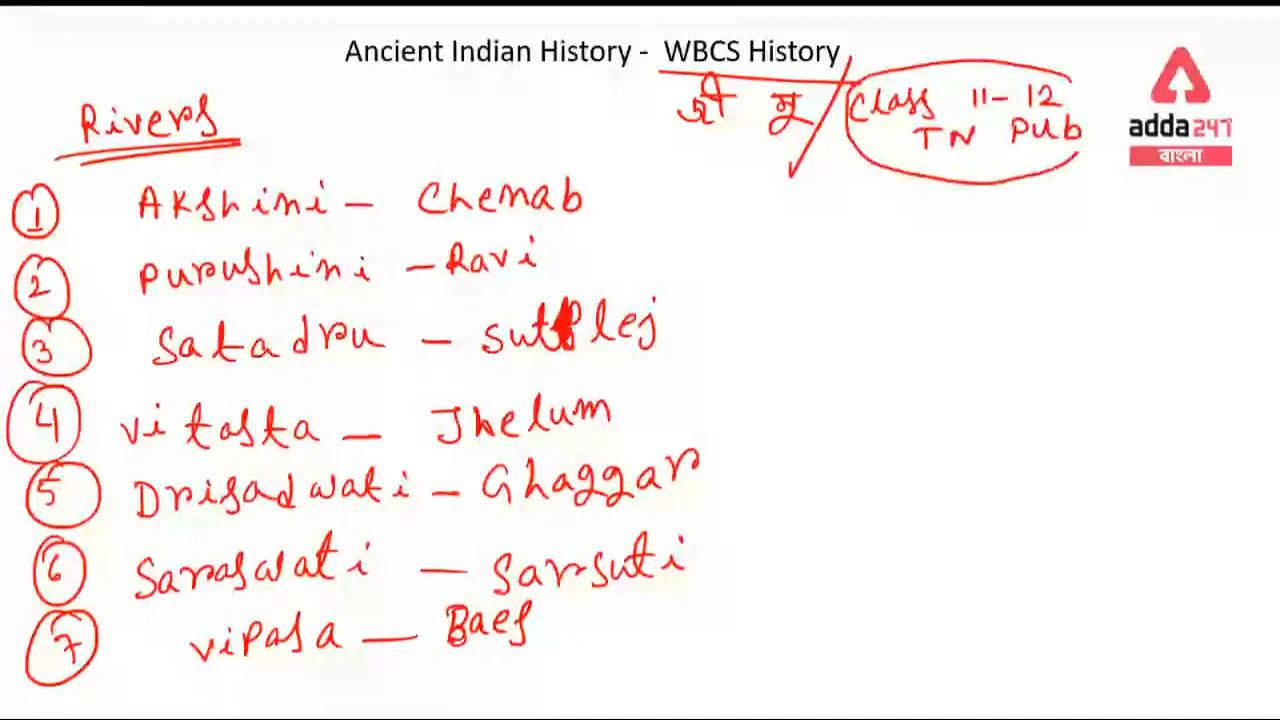 Ancient Indian History - WBCS History
श्री मु
Class 11-12
TN Pub
adda247
বাংলা
Rivers
1 Akshini - Chenab
2 Purushini - Ravi
3 Satadru - Sutlej
4 Vitasta - Jhelum
5 Drisadwati - Ghaggar
6 Saraswati - Sarsuti
7 Vipasa - Baes